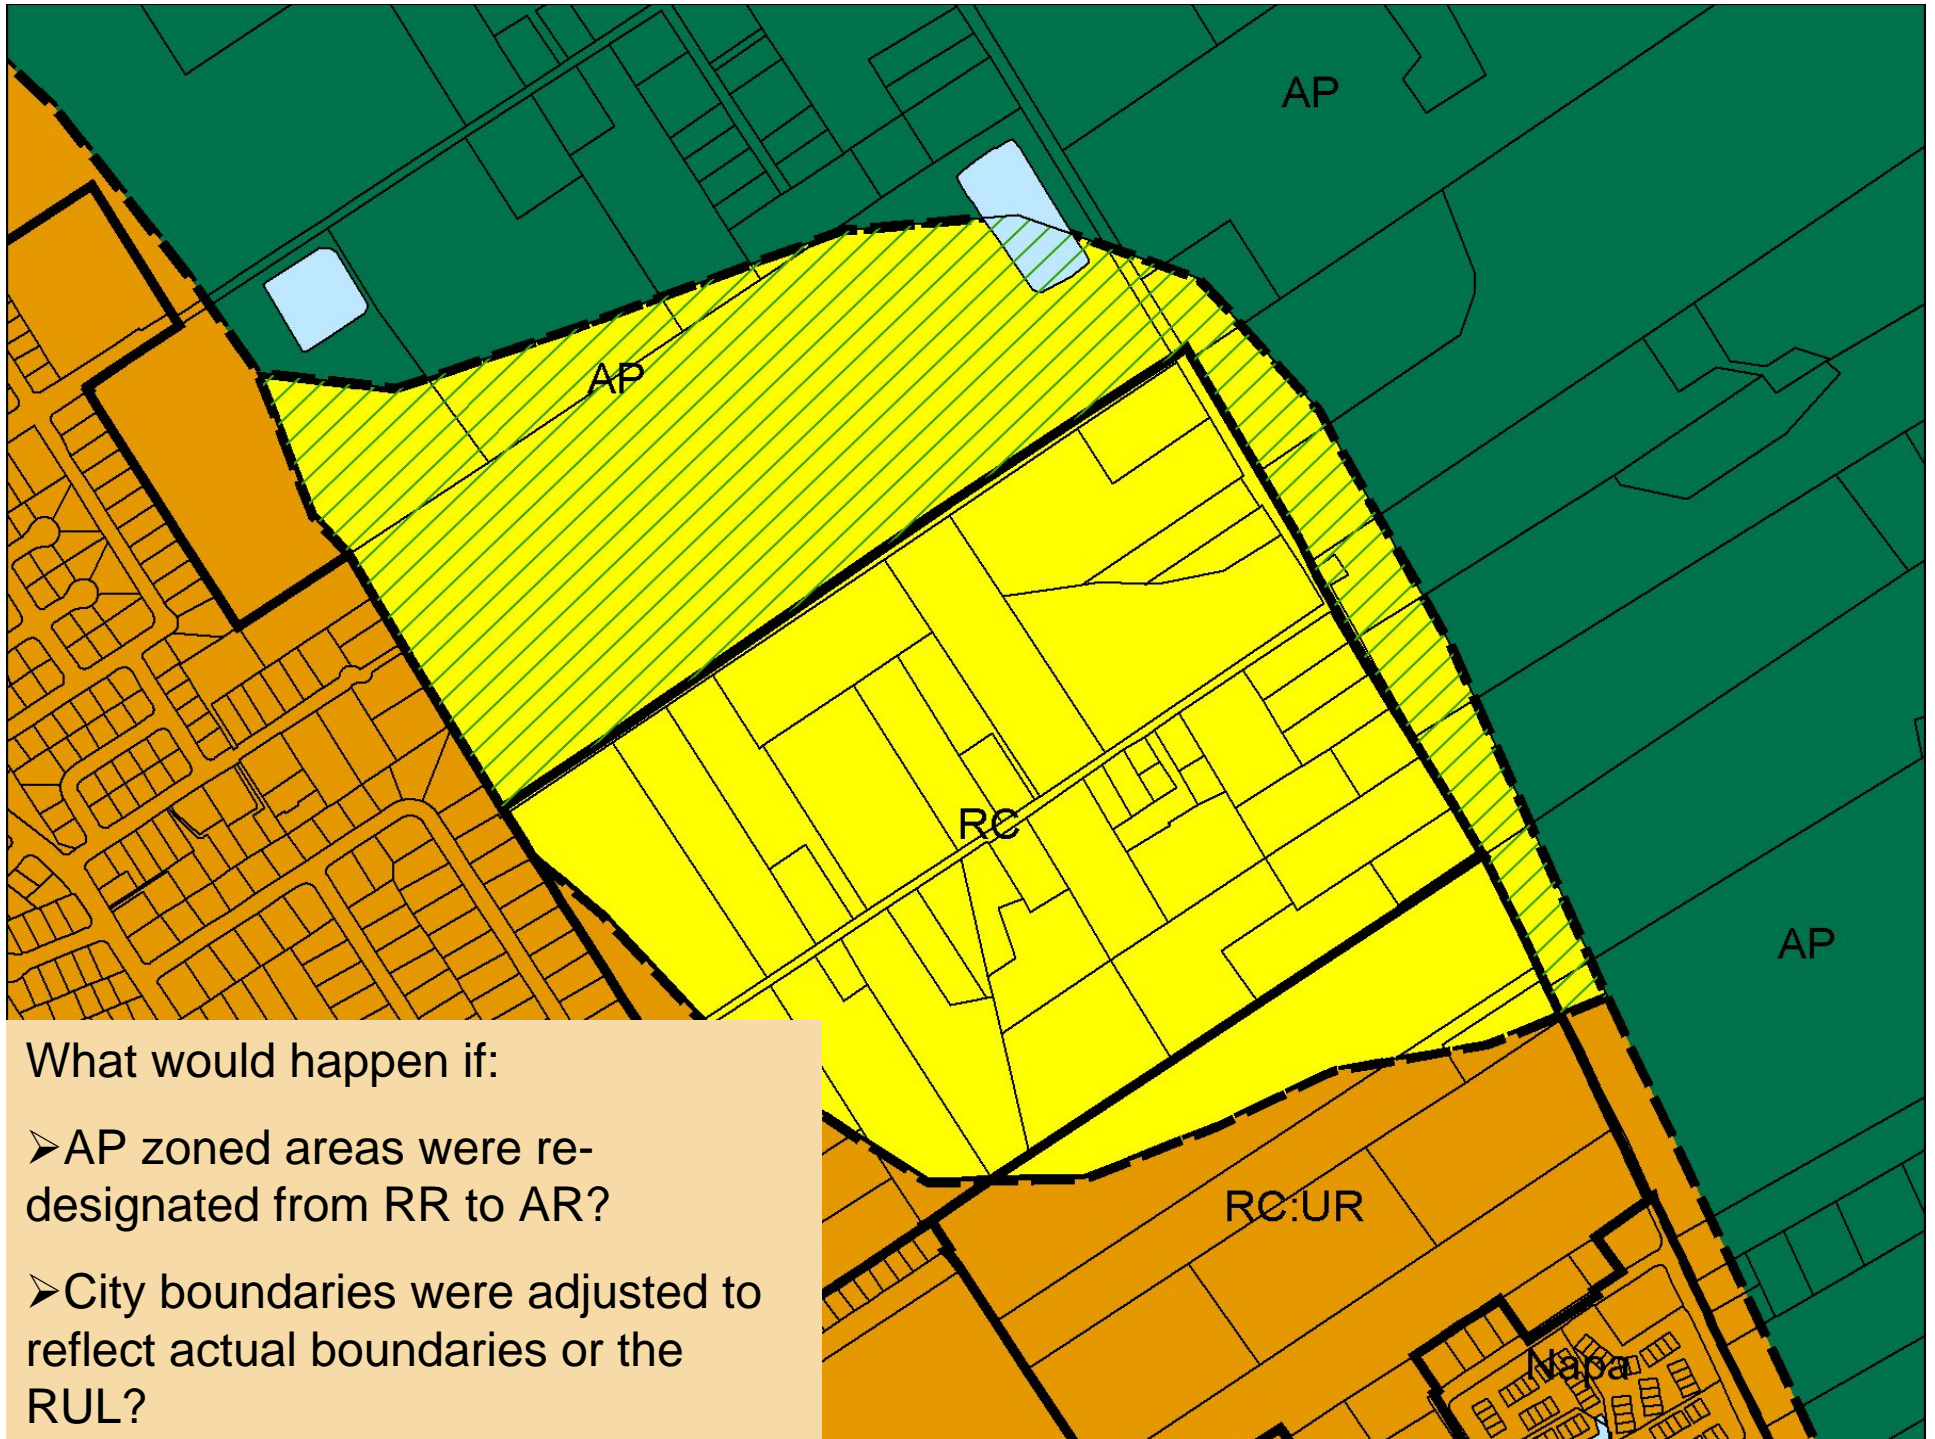 AP
AP
RC
AP
RC:UR
Napa
What would happen if:
➢AP zoned areas were re-
designated from RR to AR?
➢City boundaries were adjusted to
reflect actual boundaries or the
RUL?